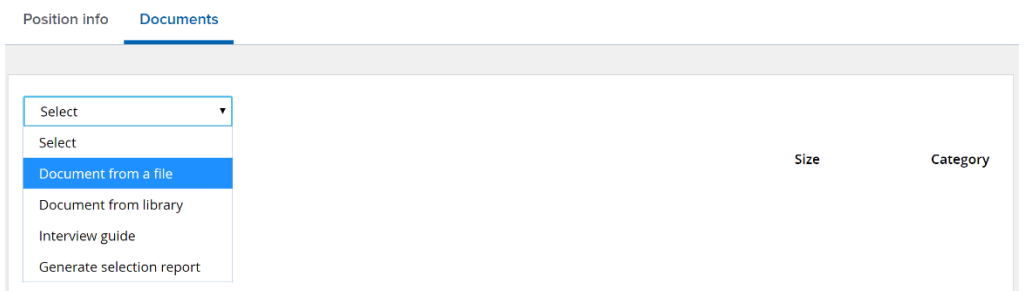 Position info Documents
Select
Select
Document from a file
Size Category
Document from library
Interview guide
Generate selection report